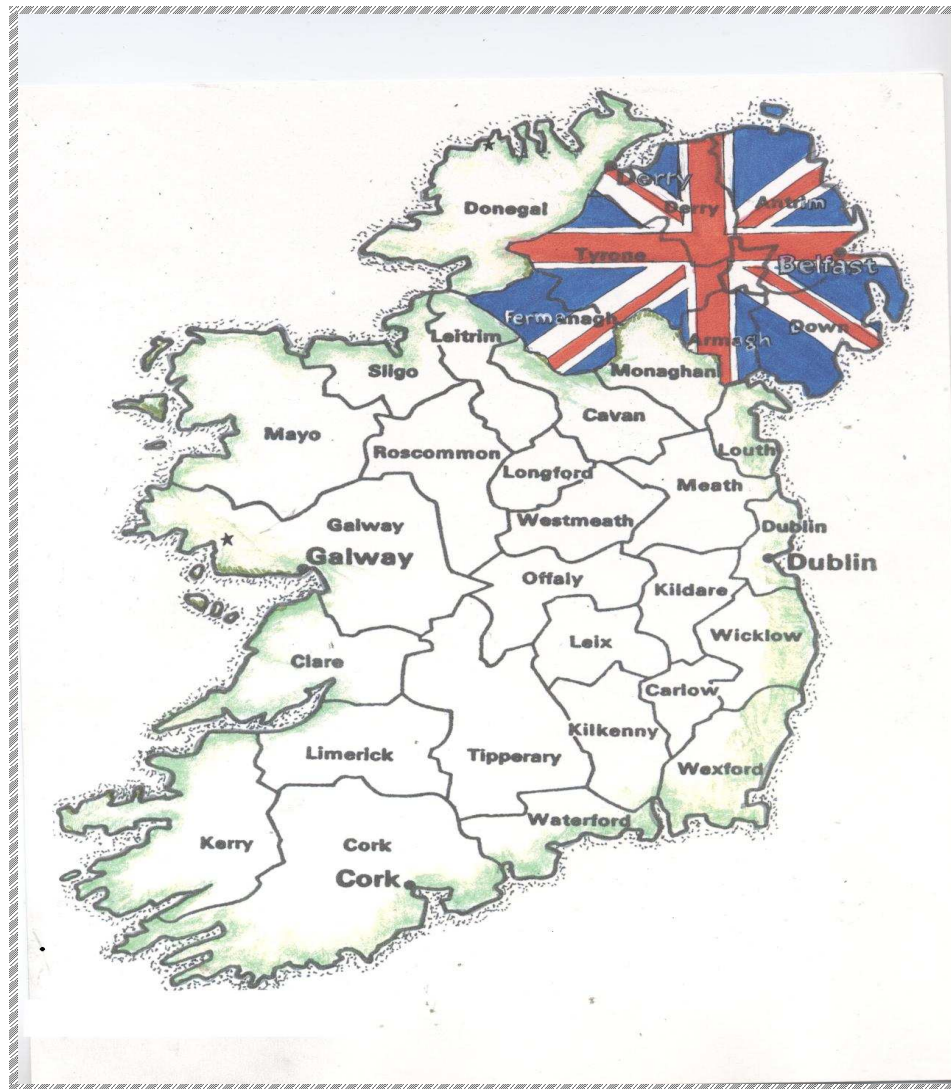 Derry
Derry
Antrim
Donegal
Tyrone
Belfast
Fermanagh
Down
Leitrim
Armagh
Sligo
Monaghan
Cavan
Mayo
Roscommon
Louth
Longford
Meath
Galway
Westmeath
Dublin
Galway
Dublin
Offaly
Kildare
Leix
Wicklow
Clare
Carlow
Kilkenny
Limerick
Tipperary
Wexford
Waterford
Kerry
Cork
Cork